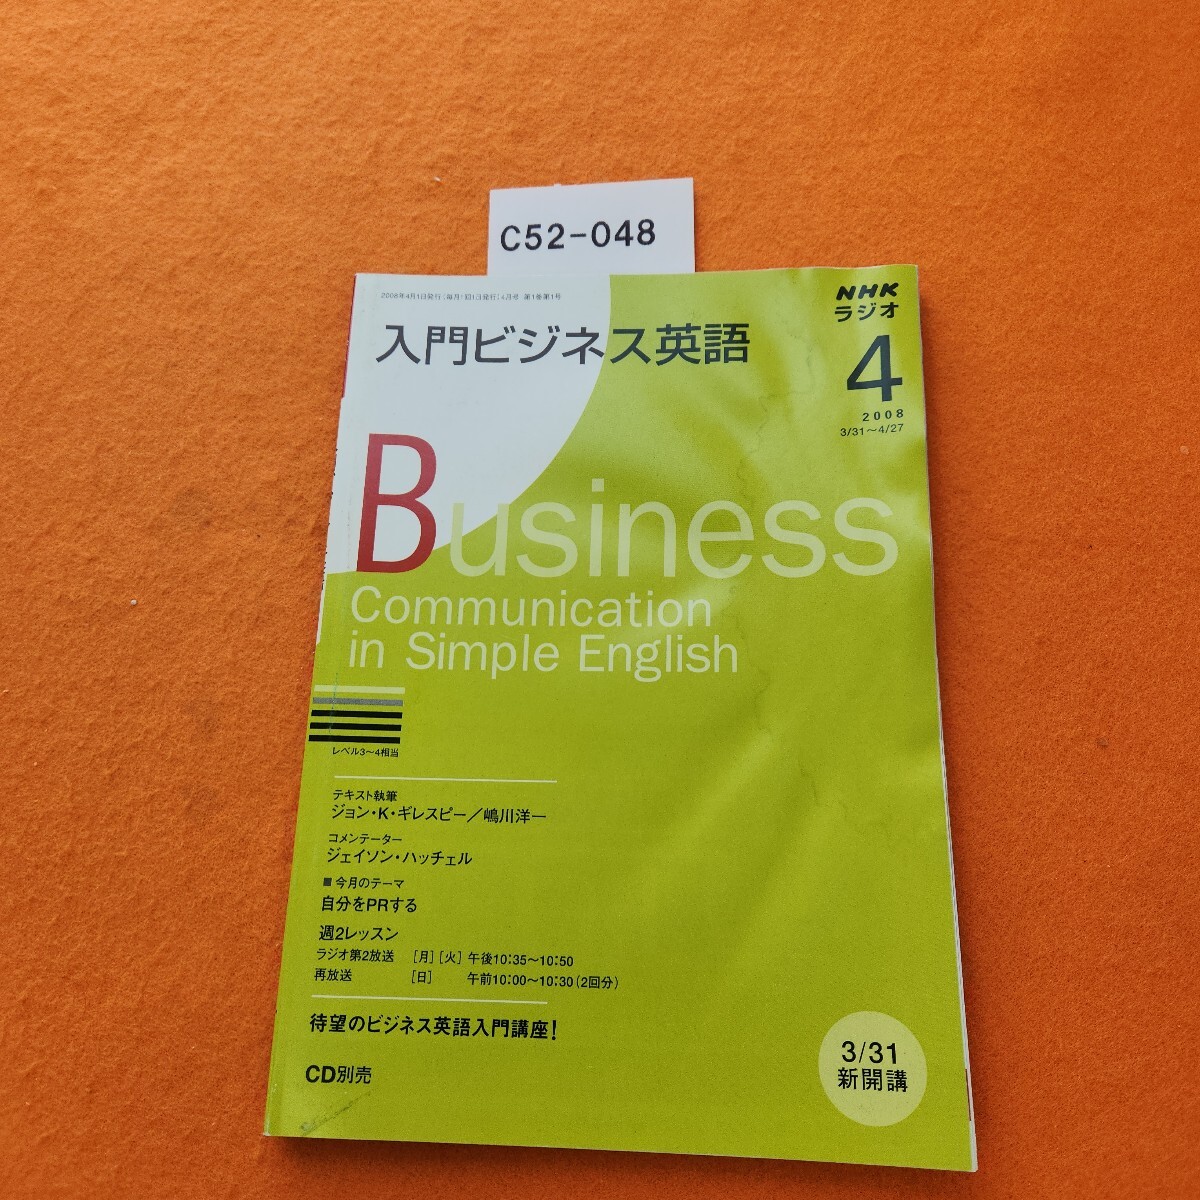 C52-048
2008年4月1日発行(毎月1回1日発行)4月号 第1巻第1号
NHK
ラジオ
入門ビジネス英語
4
2008
3/31～4/27
Business
Communication
in Simple English
レベル3～4相当
テキスト執筆
ジョン・K・ギレスピー／嶋川洋一
コメンテーター
ジェイソン・ハッチェル
■ 今月のテーマ
自分をPRする
週2レッスン
ラジオ第2放送 [月][火] 午後10:35～10:50
再放送 [日] 午前10:00～10:30(2回分)
待望のビジネス英語入門講座!
CD別売
3/31
新開講